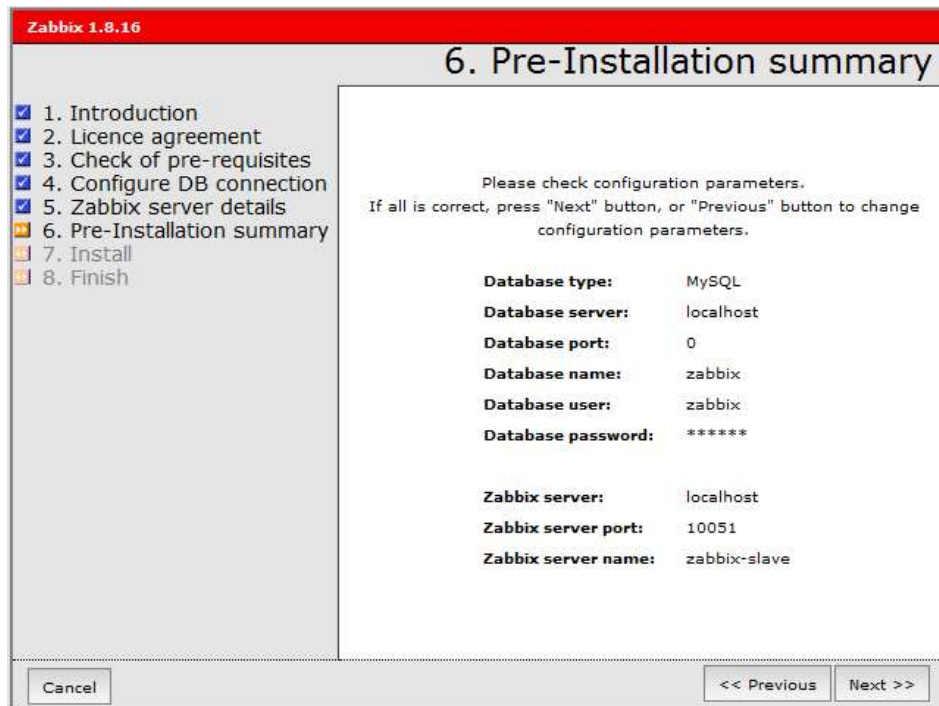 Zabbix 1.8.16
6. Pre-Installation summary
1. Introduction
2. Licence agreement
3. Check of pre-requisites
4. Configure DB connection
5. Zabbix server details
6. Pre-Installation summary
7. Install
8. Finish
Please check configuration parameters.
If all is correct, press "Next" button, or "Previous" button to change
configuration parameters.
Database type: MySQL
Database server: localhost
Database port: 0
Database name: zabbix
Database user: zabbix
Database password: ******
Zabbix server: localhost
Zabbix server port: 10051
Zabbix server name: zabbix-slave
Cancel << Previous Next >>